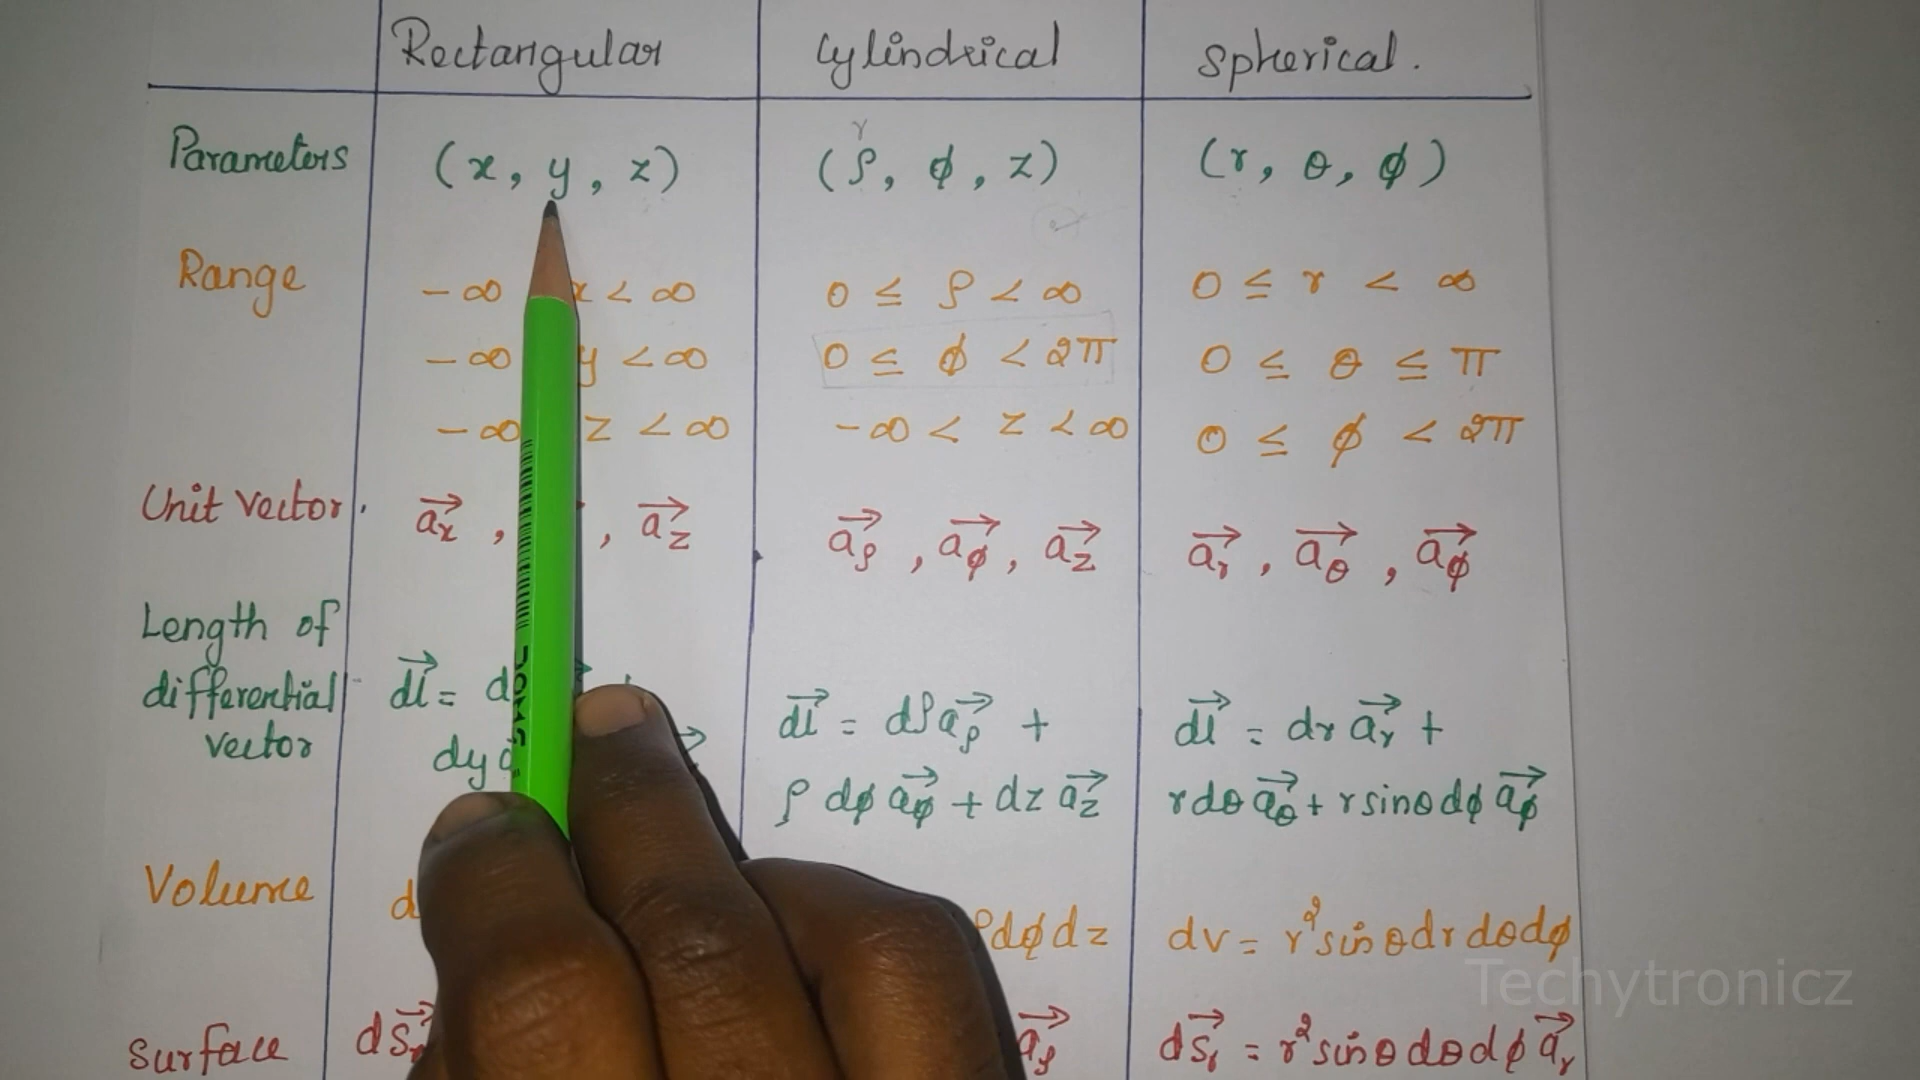 Rectangular Cylindrical Spherical.
r
Parameters (x, y, z) (ρ, ϕ, z) (r, θ, ϕ)
Range -∞ x < ∞ 0 ≤ ρ < ∞ 0 ≤ r < ∞
-∞ y < ∞ 0 ≤ ϕ < 2π 0 ≤ θ ≤ π
-∞ z < ∞ -∞ < z < ∞ 0 ≤ ϕ < 2π
Unit Vector. a⃗x , , a⃗z a⃗ρ , a⃗ϕ , a⃗z a⃗r , a⃗θ , a⃗ϕ
Length of
differential dl⃗ = d dl⃗ = dρ a⃗ρ + dl⃗ = dr a⃗r +
vector dy ρ dϕ a⃗ϕ + dz a⃗z r dθ a⃗θ + r sinθ dϕ a⃗ϕ
Volume d ρdϕdz dv = r² sinθ dr dθ dϕ
Surface ds⃗ a⃗ρ ds⃗r = r² sinθ dθ dϕ a⃗r
DOMS
Techytronicz